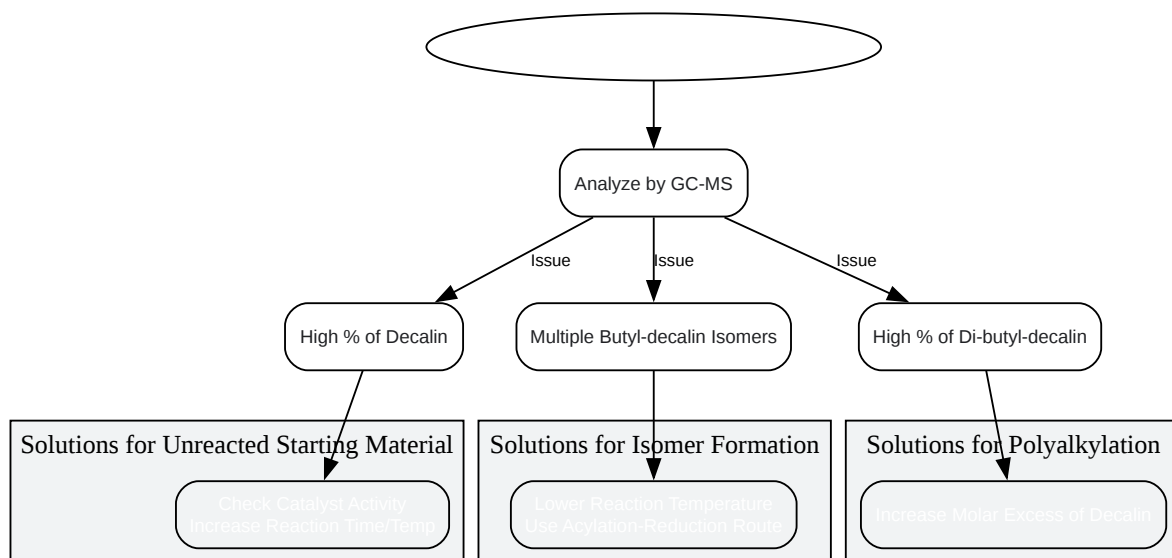 Analyze by GC-MS
Issue
Issue
Issue
High % of Decalin
Multiple Butyl-decalin Isomers
High % of Di-butyl-decalin
Solutions for Unreacted Starting Material
Solutions for Isomer Formation
Solutions for Polyalkylation
Check Catalyst Activity
Increase Reaction Time/Temp
Lower Reaction Temperature
Use Acylation-Reduction Route
Increase Molar Excess of Decalin